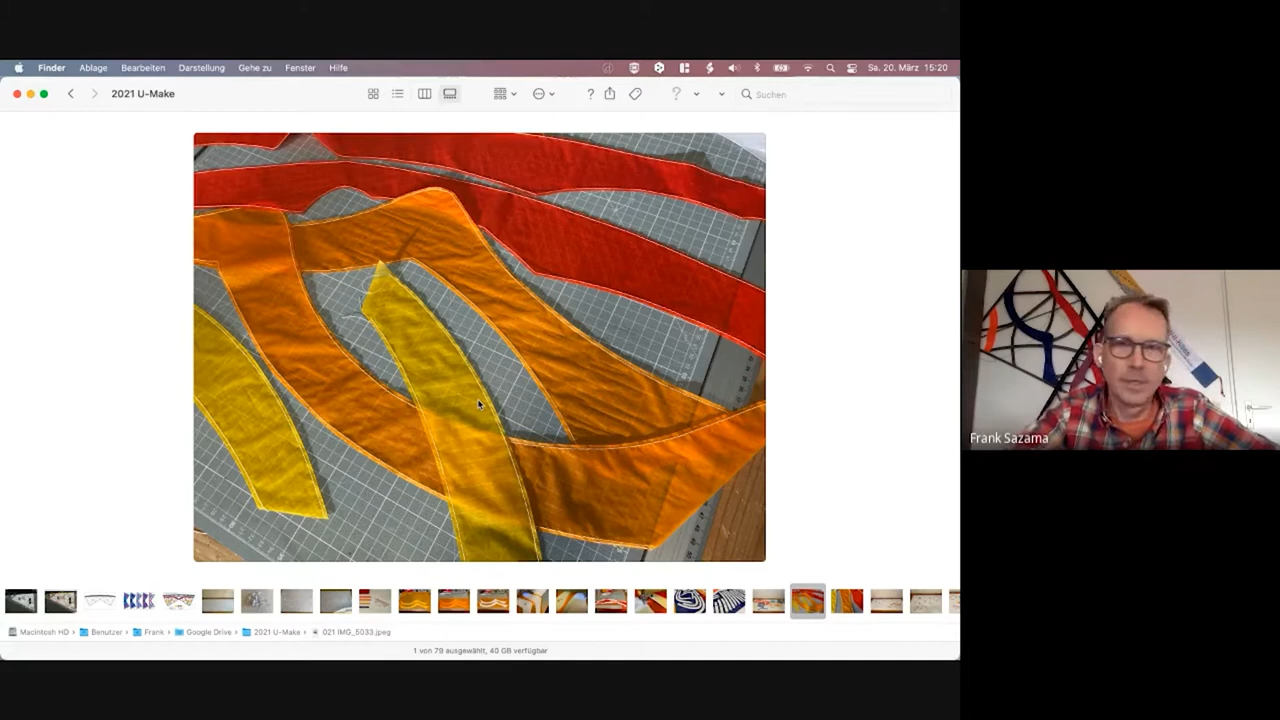 Finder Ablage Bearbeiten Darstellung Gehe zu Fenster Hilfe Sa. 20. März 15:20
2021 U-Make
Suchen
Frank Sazama
Macintosh HD › Benutzer › Frank › Google Drive › 2021 U-Make › 021 IMG_5033.jpeg
1 von 79 ausgewählt, 40 GB verfügbar